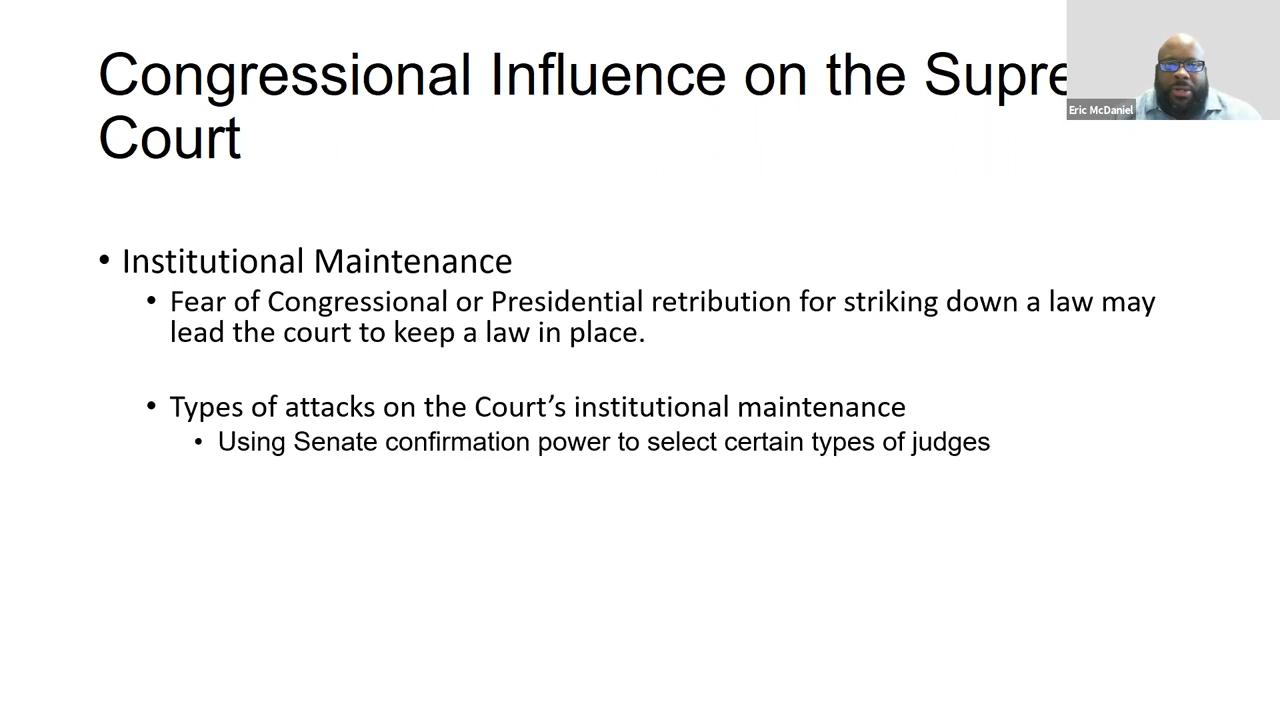 Congressional Influence on the Supre
Court
Eric McDaniel
• Institutional Maintenance
• Fear of Congressional or Presidential retribution for striking down a law may
lead the court to keep a law in place.
• Types of attacks on the Court’s institutional maintenance
• Using Senate confirmation power to select certain types of judges